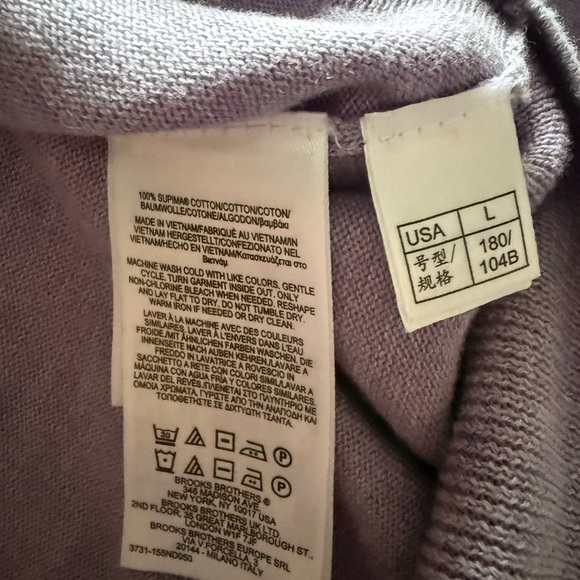 100% SUPIMA® COTTON/COTTON/COTON/
BAUMWOLLE/COTONE/ALGODON/Βαμβάκι
MADE IN VIETNAM/FABRIQUÉ AU VIETNAM/IN
VIETNAM HERGESTELLT/CONFEZIONATO NEL
VIETNAM/HECHO EN VIETNAM/Κατασκευάζεται στο
Βιετνάμ
MACHINE WASH COLD WITH LIKE COLORS, GENTLE
CYCLE. TURN GARMENT INSIDE OUT. ONLY
NON-CHLORINE BLEACH WHEN NEEDED. RESHAPE
AND LAY FLAT TO DRY. DO NOT TUMBLE DRY.
WARM IRON IF NEEDED OR DRY CLEAN.
LAVER À LA MACHINE AVEC DES COULEURS
SIMILAIRES. LAVER À L'ENVERS DANS L'EAU
FROIDE./MIT ÄHNLICHEN FARBEN WASCHEN. DIE
INNENSEITE NACH AUßEN KEHREN./LAVARE A
FREDDO IN LAVATRICE A ROVESCIO IN
SACCHETTO A RETE CON COLORI SIMILI/LAVAR A
MÁQUINA CON AGUA FRÍA Y COLORES SIMILARES.
LAVAR DEL REVÉS./ΠΛΕΝΕΤΑΙ ΣΤΟ ΠΛΥΝΤΗΡΙΟ ΜΕ
ΟΜΟΙΑ ΧΡΩΜΑΤΑ. ΓΥΡΙΣΤΕ ΑΠΟ ΤΗΝ ΑΝΑΠΟΔΗ ΚΑΙ
ΤΟΠΟΘΕΤΗΣΤΕ ΣΕ ΔΙΧΤΥΩΤΗ ΤΣΑΝΤΑ.
30 P
P
BROOKS BROTHERS ®
346 MADISON AVE.
NEW YORK, NY 10017 USA
BROOKS BROTHERS UK LTD.
2ND FLOOR, 36 GREAT MARLBOROUGH ST.,
LONDON W1F 7JF
BROOKS BROTHERS EUROPE SRL
VIA V FORCELLA 3
20144 - MILANO ITALY
3731-155ND050
USA L
号型/ 180/
规格 104B